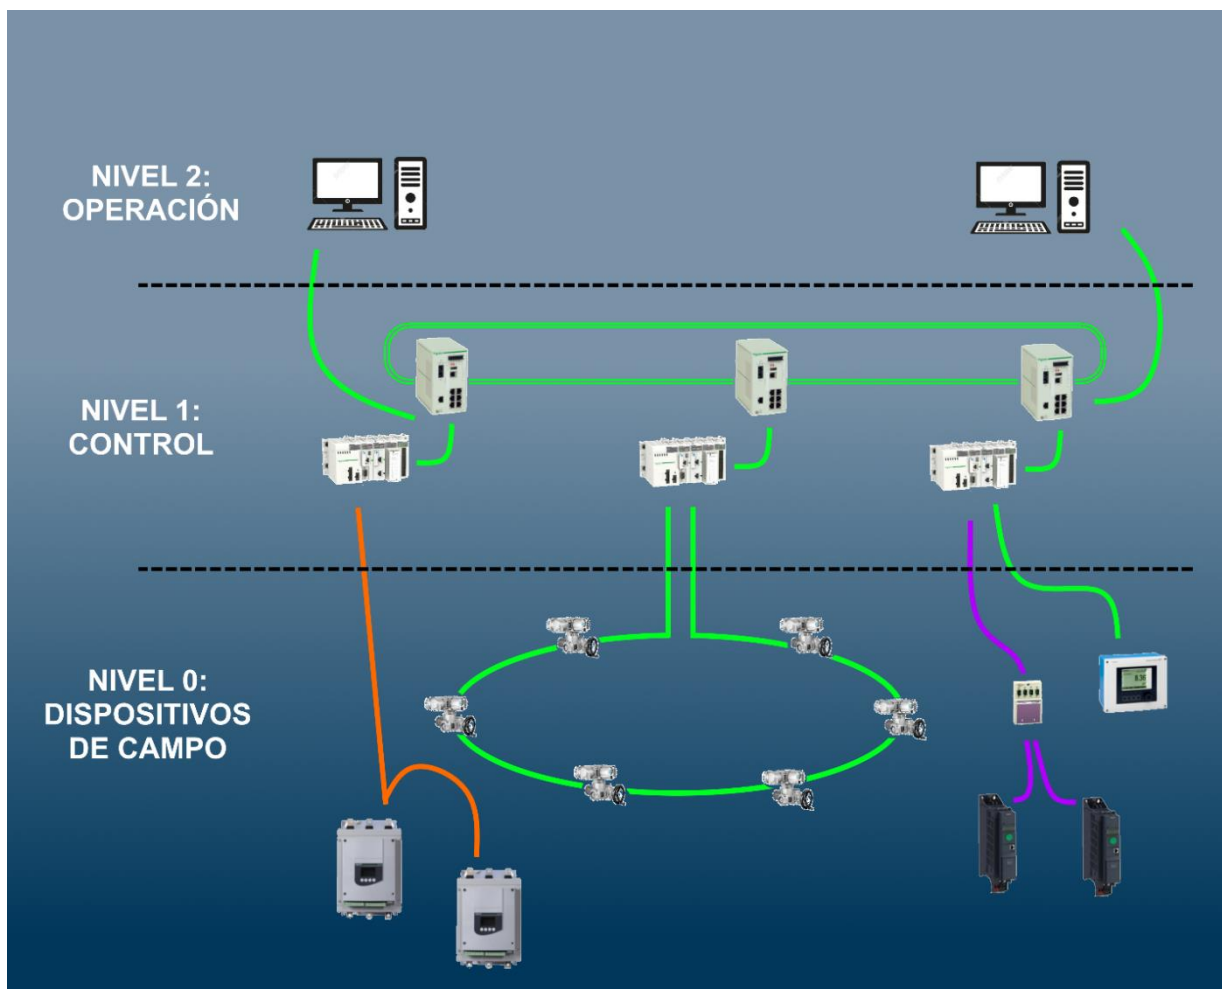 NIVEL 2:
OPERACIÓN
NIVEL 1:
CONTROL
NIVEL 0:
DISPOSITIVOS
DE CAMPO